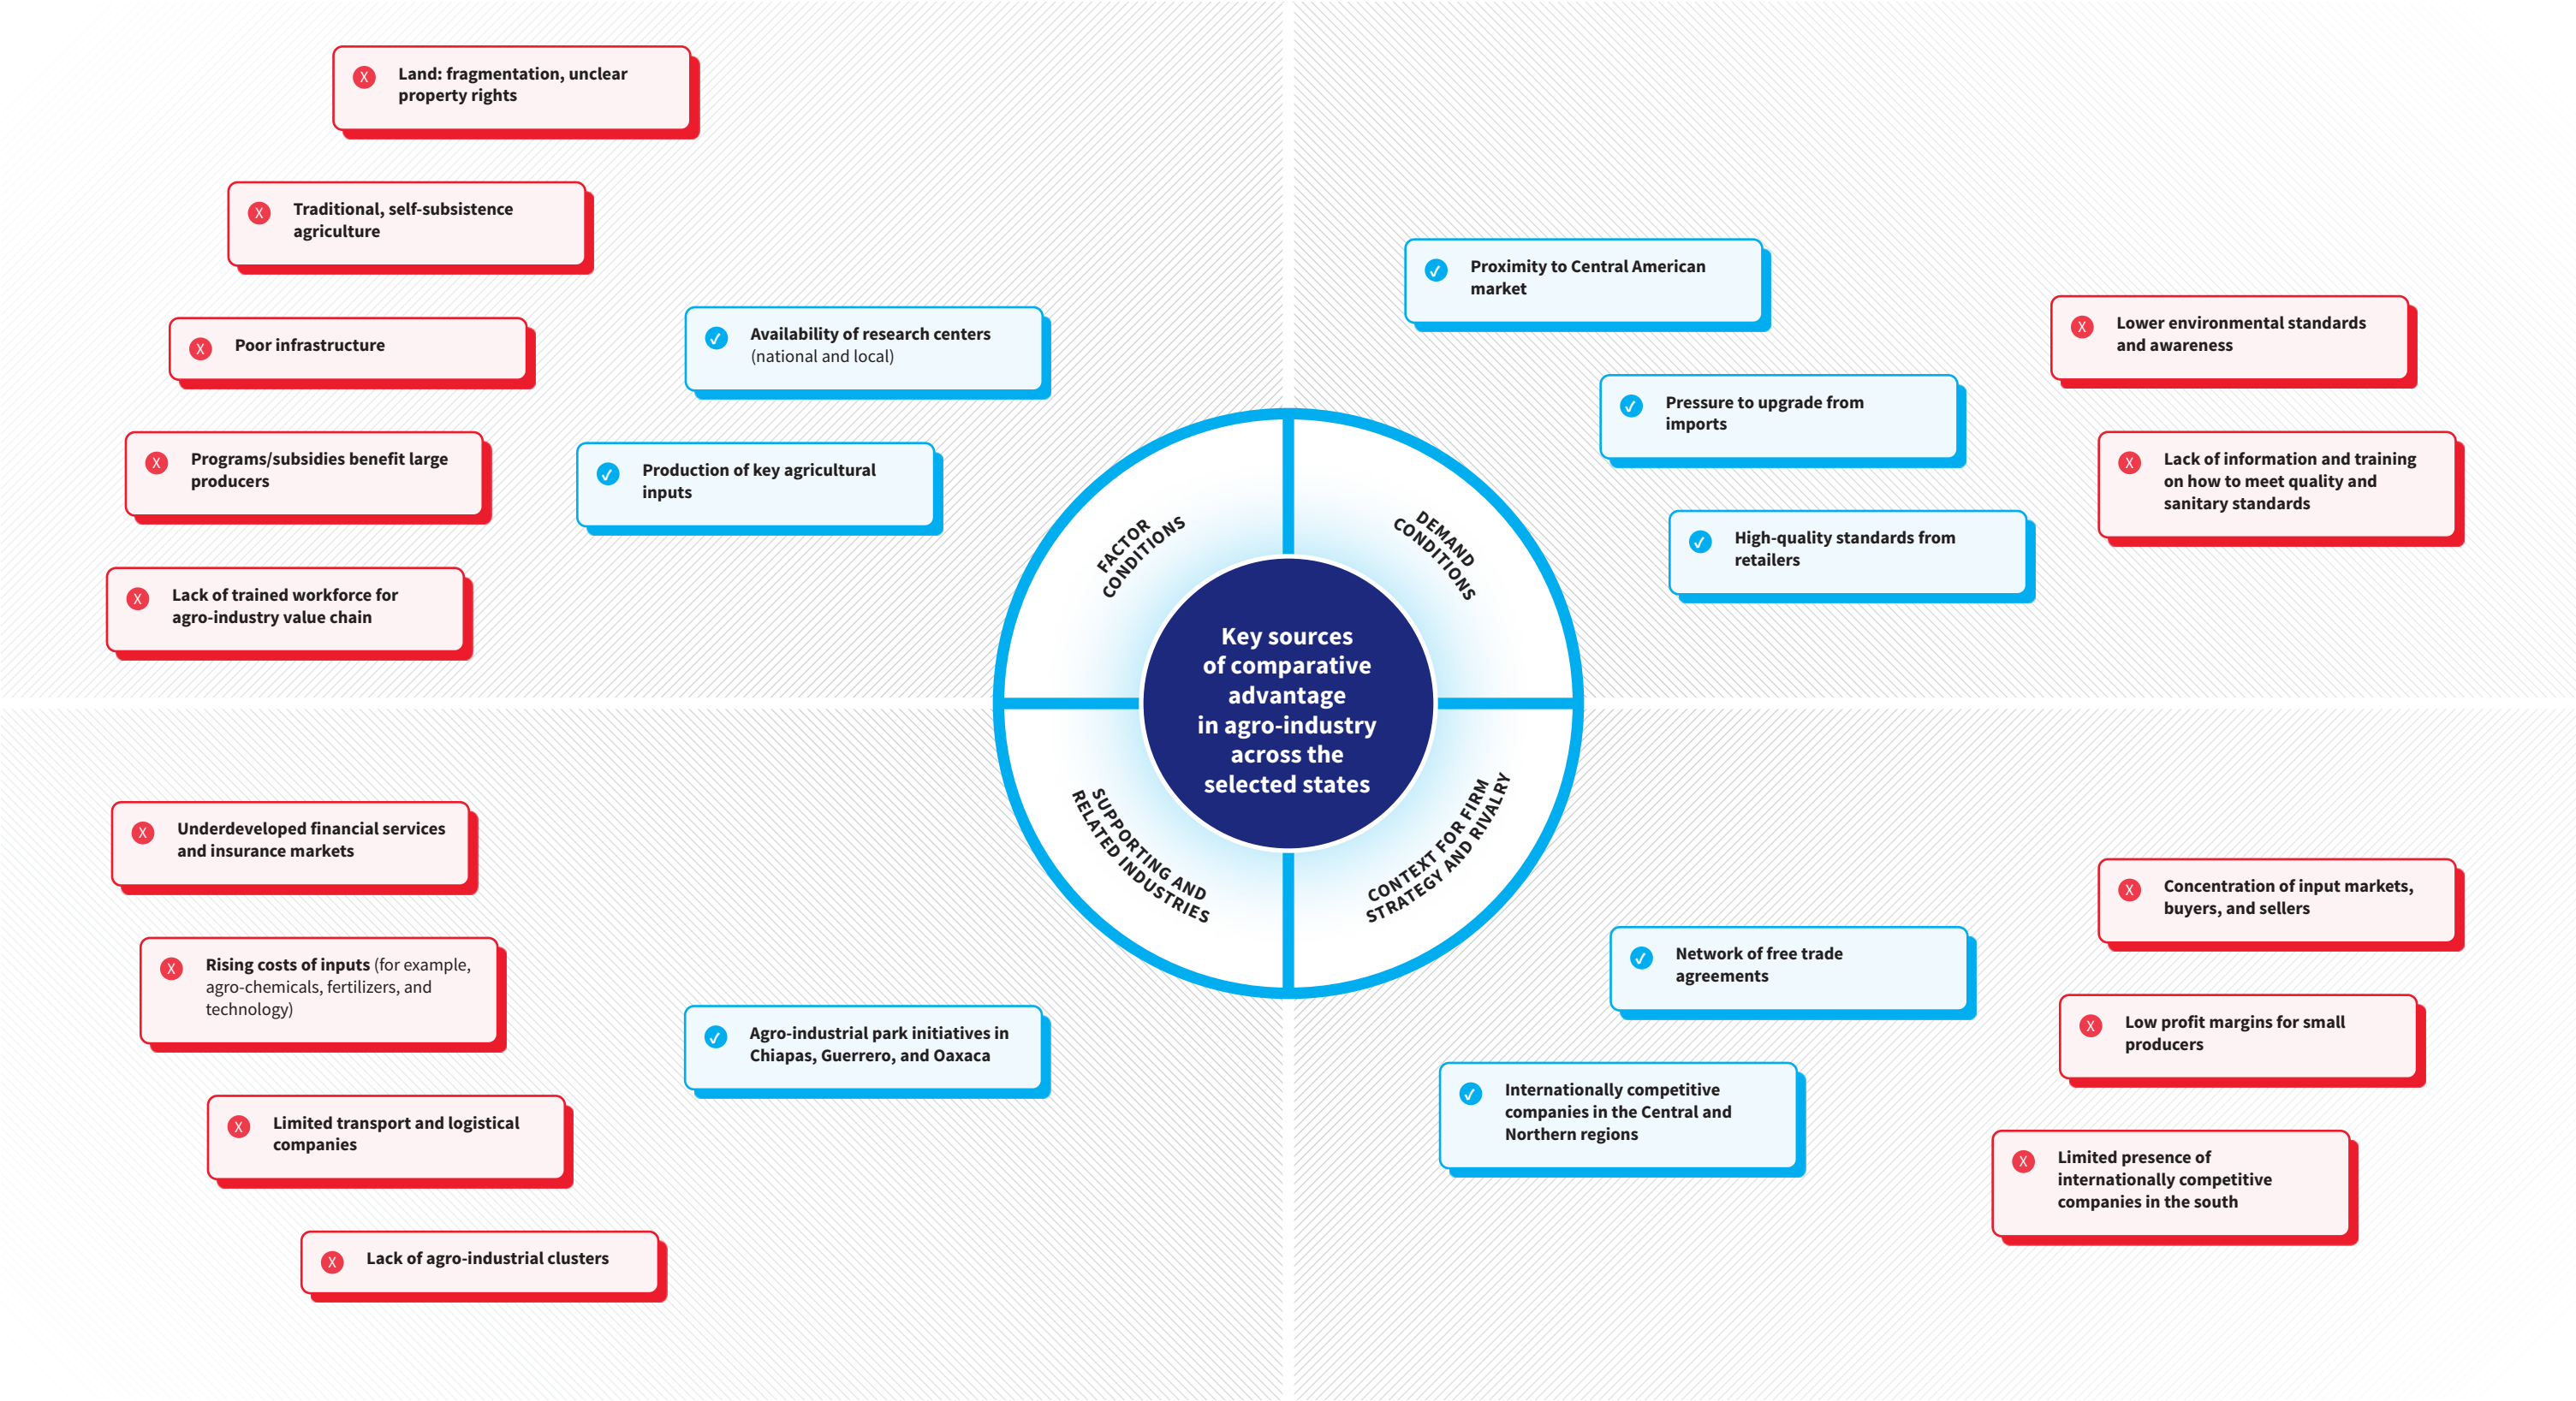 X Land: fragmentation, unclear
property rights
X Traditional, self-subsistence
agriculture
X Poor infrastructure
X Programs/subsidies benefit large
producers
X Lack of trained workforce for
agro-industry value chain
✓ Availability of research centers
(national and local)
✓ Production of key agricultural
inputs
FACTOR
CONDITIONS
✓ Proximity to Central American
market
✓ Pressure to upgrade from
imports
✓ High-quality standards from
retailers
X Lower environmental standards
and awareness
X Lack of information and training
on how to meet quality and
sanitary standards
DEMAND
CONDITIONS
Key sources
of comparative
advantage
in agro-industry
across the
selected states
SUPPORTING AND
RELATED INDUSTRIES
X Underdeveloped financial services
and insurance markets
X Rising costs of inputs (for example,
agro-chemicals, fertilizers, and
technology)
X Limited transport and logistical
companies
X Lack of agro-industrial clusters
✓ Agro-industrial park initiatives in
Chiapas, Guerrero, and Oaxaca
CONTEXT FOR FIRM
STRATEGY AND RIVALRY
✓ Network of free trade
agreements
✓ Internationally competitive
companies in the Central and
Northern regions
X Concentration of input markets,
buyers, and sellers
X Low profit margins for small
producers
X Limited presence of
internationally competitive
companies in the south